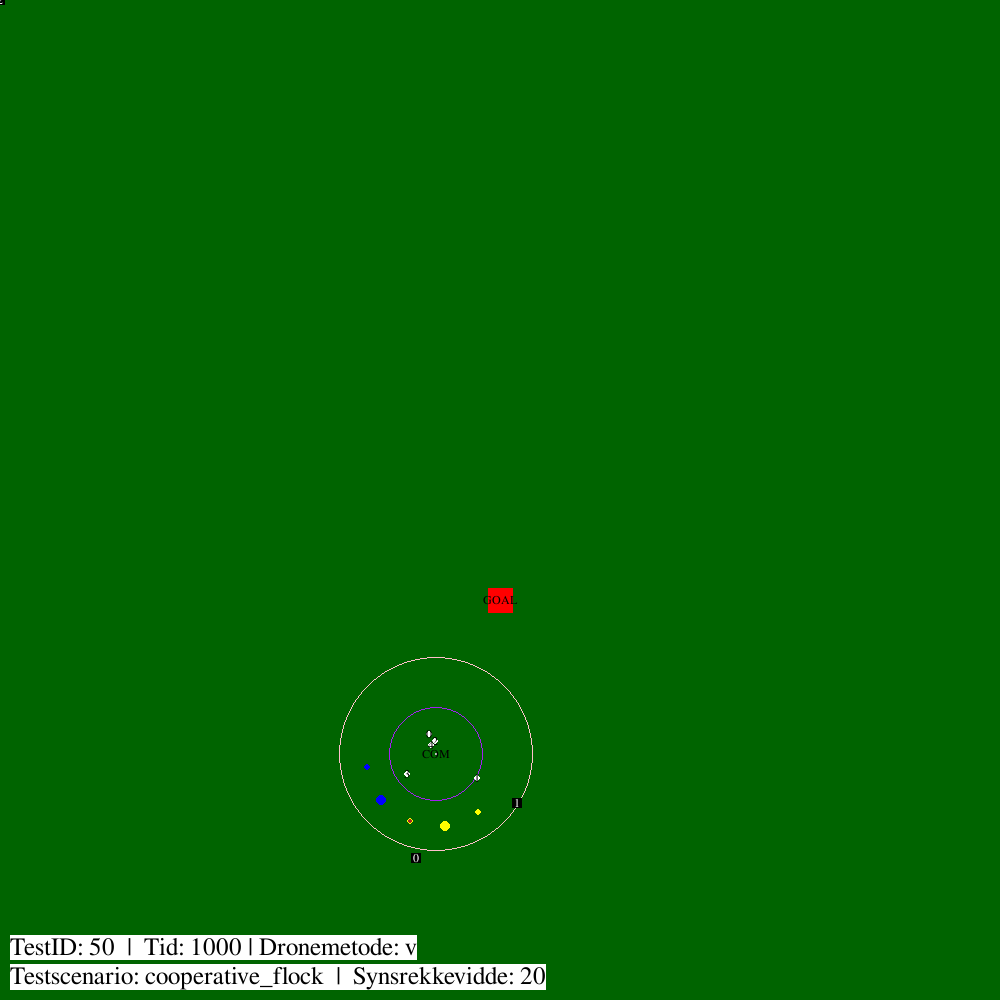 GOAL
COM
1
0
TestID: 50 | Tid: 1000 | Dronemetode: v
Testscenario: cooperative_flock | Synsrekkevidde: 20